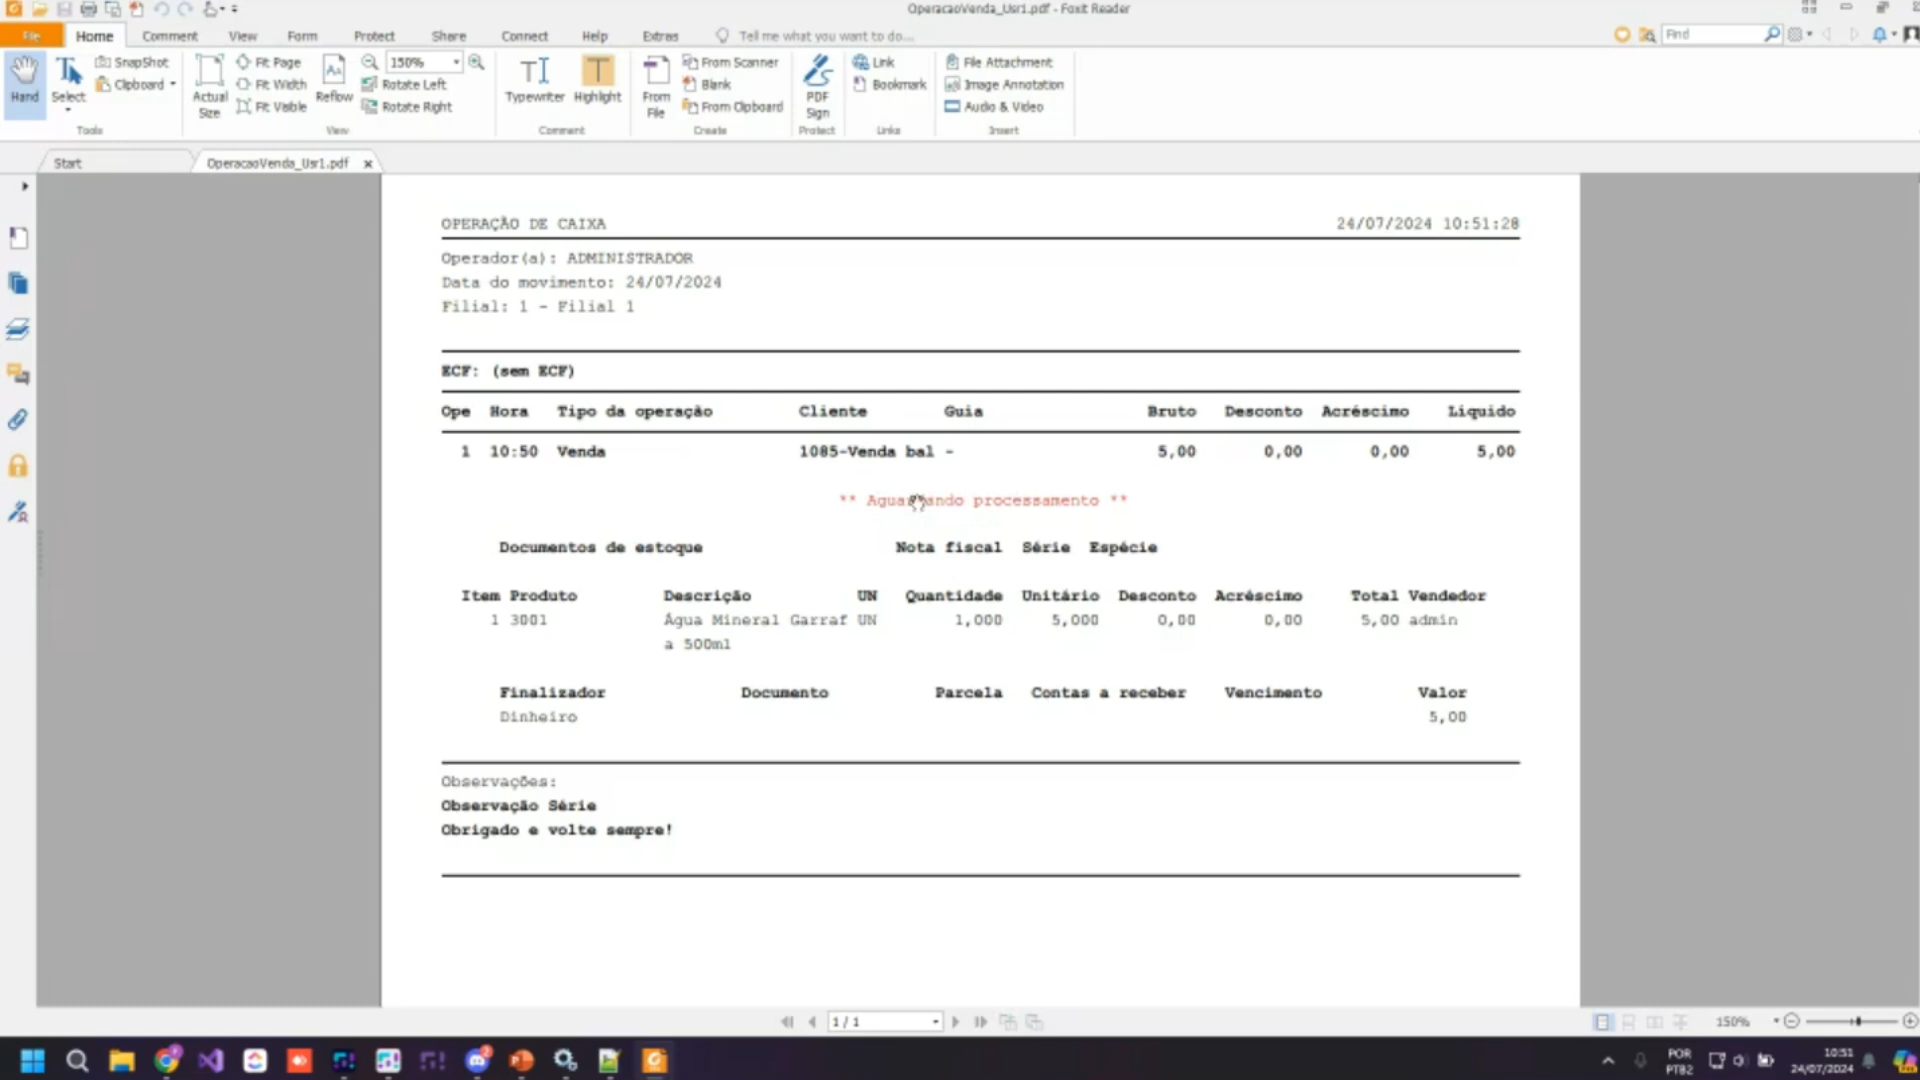 OperacaoVenda_Usr1.pdf - Foxit Reader
File Home Comment View Form Protect Share Connect Help Extras Tell me what you want to do... Find
Hand
Select
SnapShot
Clipboard
Tools
Actual Size
Fit Page
Fit Width
Fit Visible
Reflow
150%
Rotate Left
Rotate Right
View
Typewriter
Highlight
Comment
From File
From Scanner
Blank
From Clipboard
Create
PDF Sign
Protect
Link
Bookmark
Links
File Attachment
Image Annotation
Audio & Video
Insert
Start OperacaoVenda_Usr1.pdf
OPERAÇÃO DE CAIXA 24/07/2024 10:51:28
Operador(a): ADMINISTRADOR
Data do movimento: 24/07/2024
Filial: 1 - Filial 1
ECF: (sem ECF)
Ope Hora Tipo da operação Cliente Guia Bruto Desconto Acréscimo Líquido
1 10:50 Venda 1085-Venda bal - 5,00 0,00 0,00 5,00
** Aguardando processamento **
Documentos de estoque Nota fiscal Série Espécie
Item Produto Descrição UN Quantidade Unitário Desconto Acréscimo Total Vendedor
1 3001 Água Mineral Garraf UN 1,000 5,000 0,00 0,00 5,00 admin
a 500ml
Finalizador Documento Parcela Contas a receber Vencimento Valor
Dinheiro 5,00
Observações:
Observação Série
Obrigado e volte sempre!
1 / 1 150%
POR
PTB2
10:51
24/07/2024